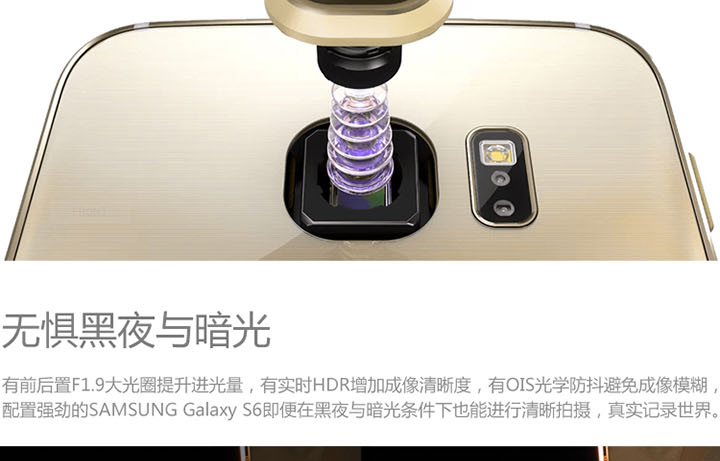 无惧黑夜与暗光
有前后置F1.9大光圈提升进光量，有实时HDR增加成像清晰度，有OIS光学防抖避免成像模糊，
配置强劲的SAMSUNG Galaxy S6即便在黑夜与暗光条件下也能进行清晰拍摄，真实记录世界。